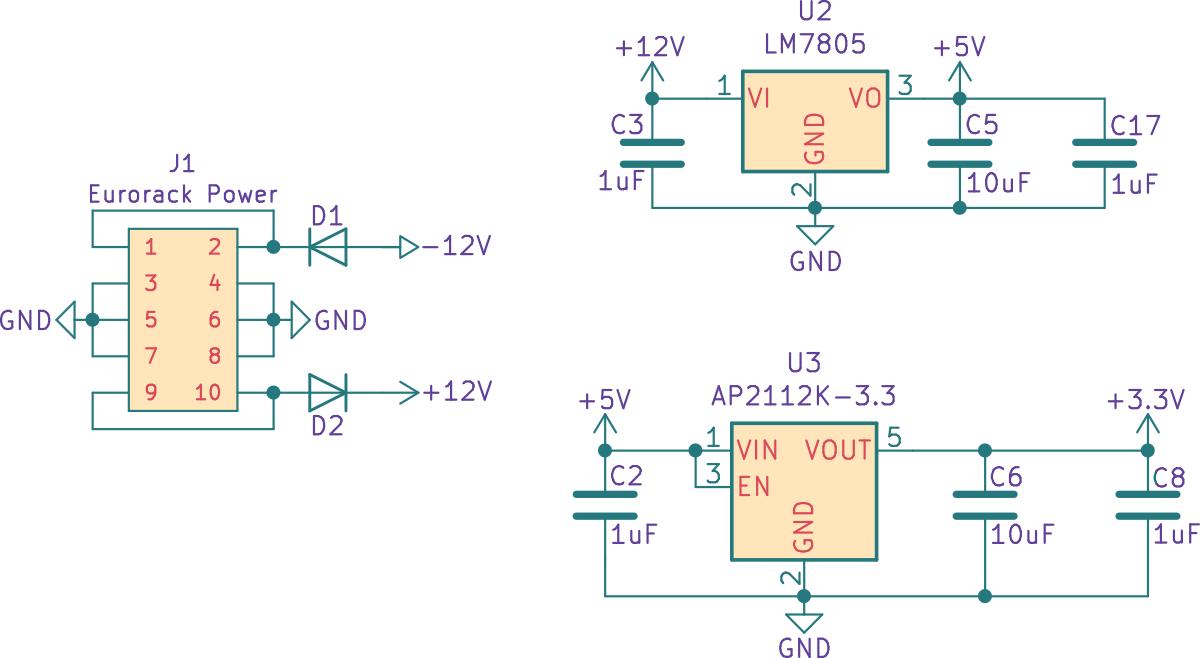 J1
Eurorack Power
1 2
3 4
5 6
7 8
9 10
GND
GND
D1
-12V
D2
+12V
U2
LM7805
+12V
+5V
1 VI VO 3
GND
2
C3
1uF
C5
10uF
C17
1uF
GND
U3
AP2112K-3.3
+5V
+3.3V
1 VIN VOUT 5
3 EN
GND
2
C2
1uF
C6
10uF
C8
1uF
GND